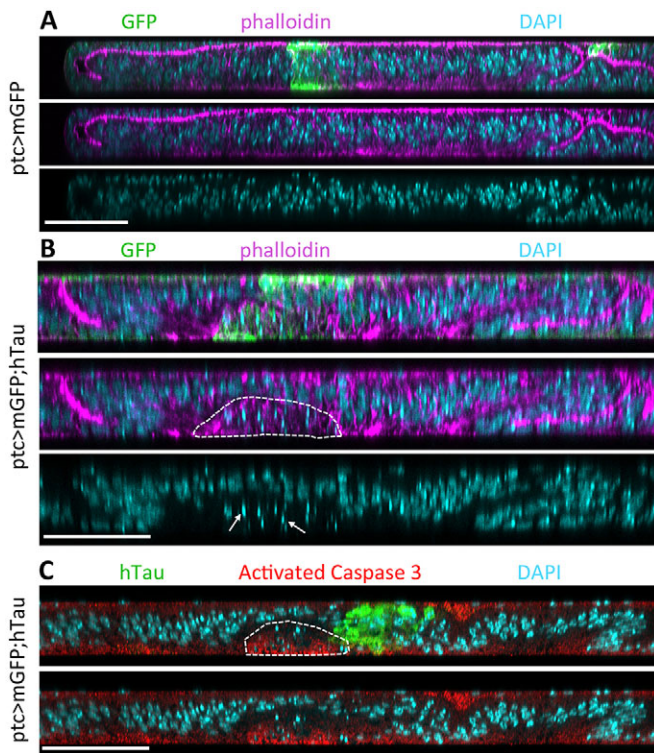 A
GFP phalloidin DAPI
ptc>mGFP
B
GFP phalloidin DAPI
ptc>mGFP;hTau
C
hTau Activated Caspase 3 DAPI
ptc>mGFP;hTau